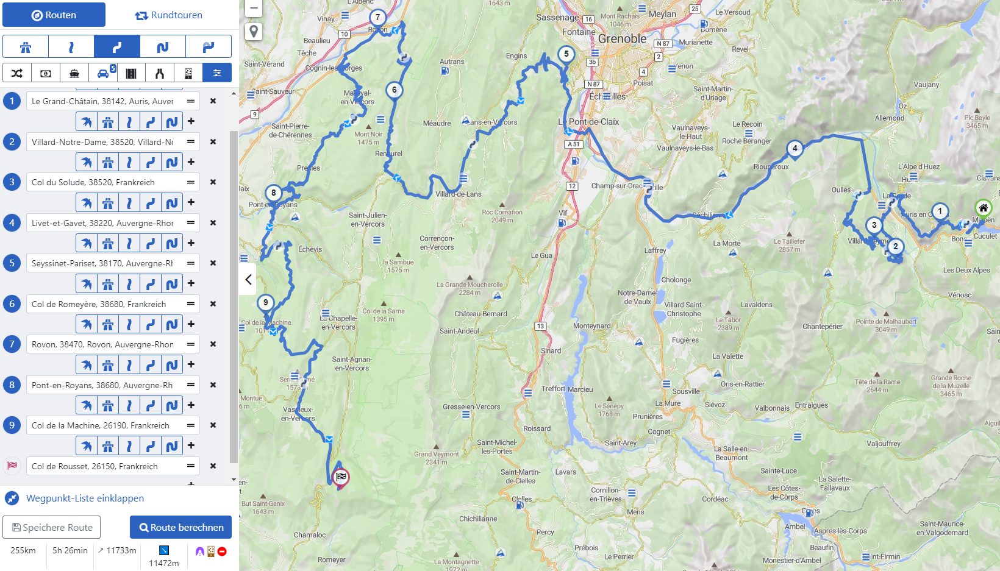 Routen
Rundtouren
5
1 Le Grand-Châtain, 38142, Auris, Auver
2 Villard-Notre-Dame, 38520, Villard-No
3 Col du Solude, 38520, Frankreich
4 Livet-et-Gavet, 38220, Auvergne-Rhor
5 Seyssinet-Pariset, 38170, Auvergne-Rh
6 Col de Romeyère, 38680, Frankreich
7 Rovon, 38470, Rovon, Auvergne-Rhon
8 Pont-en-Royans, 38680, Auvergne-Rh
9 Col de la Machine, 26190, Frankreich
Col de Rousset, 26150, Frankreich
Wegpunkt-Liste einklappen
Speichere Route
Route berechnen
255km
5h 26min
↗ 11733m
11472m
L'Albenc
1643 m
Vinay
7
Rovon
10
Beaulieu
Têche
Saint-Vérand
Cognin-les-Gorges
Saint-Sauveur
9
Malleval-
en-Vercors
Saint-Pierre-
de-Chérennes
Mont Noir
1475 m
6
Autrans
Engins
5
Méaudre
Lans-en-Vercors
Rencurel
Presles
Villard-de-Lans
8
Pont-en-Royans
Sassenage
16
Mont Rachais
1046 m
Meylan
25
Le Versoud
Fontaine
Grenoble
N 87
Domène
Murianette
Revel
2
3b
4
Venon
N 87
Poisat
Échirolles
Saint-Martin-
d'Uriage
Le Pont-de-Claix
A 51
Vaulnaveys-
le-Haut
Vaulnaveys-le-Bas
Le Recoin
Roche Béranger
4
Riouperoux
12
Champ-sur-Drac
Vif
Séchilienne
Vaujany
Oz
Allemond
Pic Bayle
3465 m
L'Alpe d'Huez
Oulles
La Garde
Auris en Oisans
1
Clavans
Mizoën
Cuculet
3
2
Les Deux Alpes
Vénosc
Saint-Julien-
en-Vercors
Roc Cornafion
2049 m
Échevis
Corrençon-
en-Vercors
la Sambue
1575 m
Le Gua
Laffrey
La Morte
Le Taillefer
2857 m
La Grande Moucherolle
2284 m
Cholonge
Notre-Dame-
de-Vaulx
Villard-Saint-
Christophe
Lavaldens
9
Col de la Machine
La Chapelle-
en-Vercors
Col de la Sarna
1395 m
Château-Bernard
Saint-Andéol
13
Monteynard
Le Tabor
2389 m
Chantepérier
Pointe de Malhaubert
3049 m
Fugières
Sinard
La Valette
Saint-Agnan-
en-Vercors
Treffort
Marcieu
Sousville
Oris-en-Rattier
Tête de la Rame
2644 m
Grande Roche
de la Muzelle
3465 m
Gresse-en-Vercors
Le Sénépy
1768 m
La Mure
Siévoz
Entraigues
Valbonnais
Prunières
Vassieux-
en-Vercors
Roissard
Cognet
Saint-Michel-
les-Portes
Saint-Arey
Valjouffrey
Grand Veymont
2341 m
La Salle-en-
Beaumont
Saint-Martin-
de-Clelles
Lavars
Sainte-Luce
La Salette-
Fallavaux
Cornillon-
en-Trièves
Les Côtes-
de-Corps
But Saint-Genix
1643 m
Clelles
Mens
Cordéac
Corps
Chichilianne
Ambel
Aspres-lès-Corps
Saint-Maurice-
en-Valgodemard
Chamaloc
Percy
Prébois
Beaufin
Romeyer
La Montagnette
1972 m
Le Perrier
Monestier-d'Ambel
Saint-Firmin